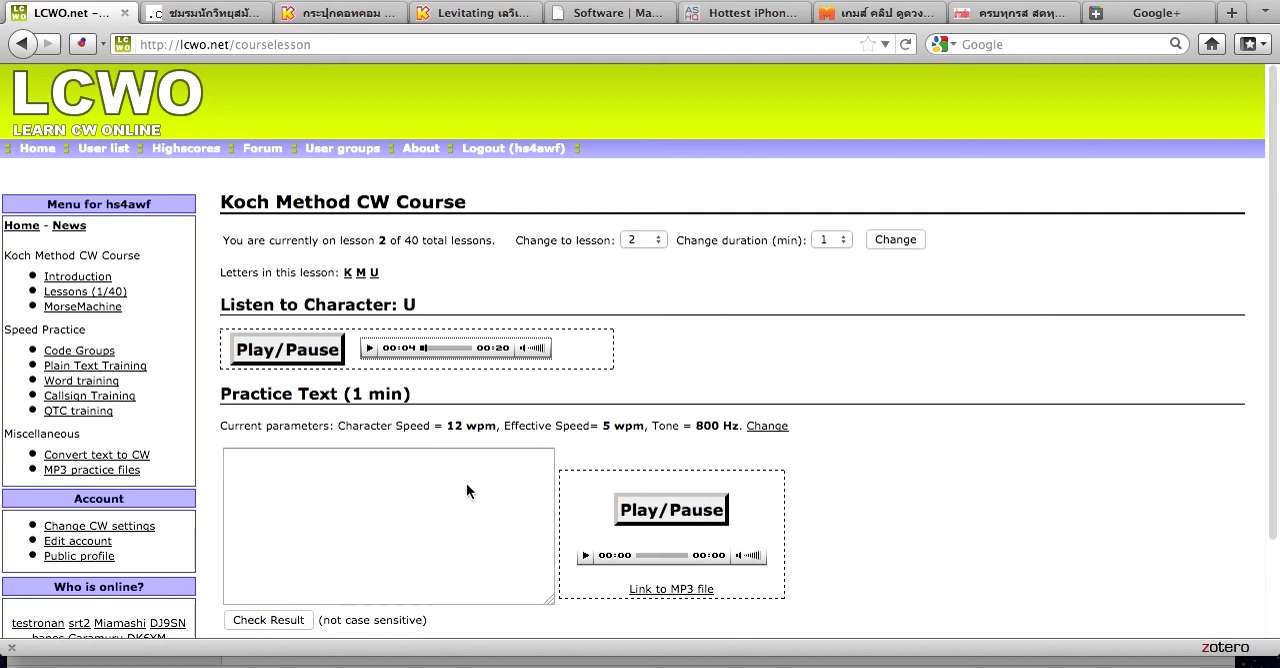 LCWO.net –...
.c ชมรมนักวิทยุสมั...
กระปุกดอทคอม ...
Levitating เลวิเ...
Software | Ma...
AS HQ Hottest iPhon...
เกมส์ คลิป ดูดวง...
ครบทุกรส สดทุ...
Google+
http://lcwo.net/courselesson
Google
LCWO
LEARN CW ONLINE
Home User list Highscores Forum User groups About Logout (hs4awf)
Menu for hs4awf
Home - News
Koch Method CW Course
Introduction
Lessons (1/40)
MorseMachine
Speed Practice
Code Groups
Plain Text Training
Word training
Callsign Training
QTC training
Miscellaneous
Convert text to CW
MP3 practice files
Account
Change CW settings
Edit account
Public profile
Who is online?
testronan srt2 Miamashi DJ9SN
hanes Caramuru DK6YM
Koch Method CW Course
You are currently on lesson 2 of 40 total lessons. Change to lesson: 2 Change duration (min): 1 Change
Letters in this lesson: K M U
Listen to Character: U
Play/Pause 00:04 00:20
Practice Text (1 min)
Current parameters: Character Speed = 12 wpm, Effective Speed= 5 wpm, Tone = 800 Hz. Change
Play/Pause
00:00 00:00
Link to MP3 file
Check Result (not case sensitive)
zotero